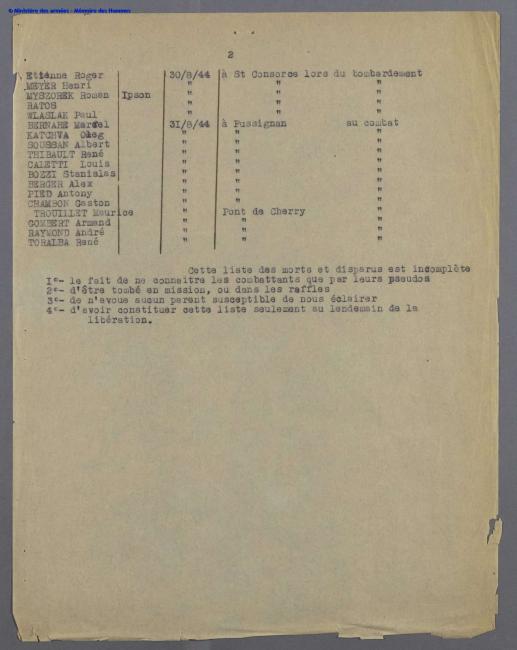 © Ministère des armées - Mémoire des Hommes
2
Etiènne Roger 30/8/44 à St Consorce lors du bombardement
MEYER Henri " " "
MYSZOREK Romen Ipson " " "
RATOS " " "
WLASLAK Paul " " "
BERNARE Marcel 31/8/44 à Pussignan au combat
KATCHVA Oleg " " "
SOUSSAN Albert " " "
THIBAULT René " " "
CALETTI Louis " " "
BOZZI Stanislas " " "
BERGER Alex " " "
PIED Antony " " "
CHAMBON Gaston " " "
TROUILLET Maurice " Pont de Cherry "
GOMBERT Armand " " "
RAYMOND André " " "
TORALBA René " " "
Cette liste des morts et disparus est incomplète
I°- le fait de ne connaitre les combattants que par leurs pseudos
2°- d'être tombé en mission, ou dans les raffles
3°- de n'avoue aucun parent susceptible de nous éclairer
4°- d'avoir constituer cette liste seulement au lendemain de la
libération.